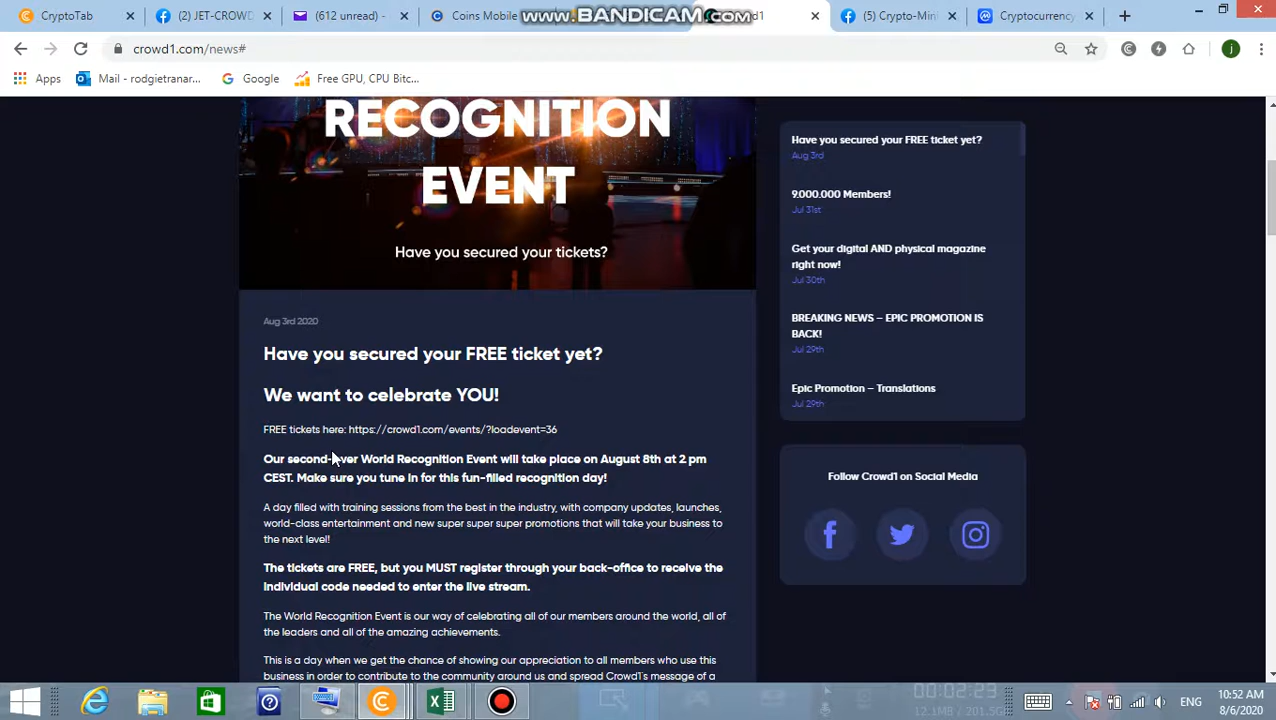 CryptoTab
(2) JET-CROWD
(612 unread) -
Coins Mobile
www.BANDICAM.com
(5) Crypto-Min
Cryptocurrency
crowd1.com/news#
Apps
Mail - rodgietranar...
Google
Free GPU, CPU Bitc...
RECOGNITION
EVENT
Have you secured your tickets?
Aug 3rd 2020
Have you secured your FREE ticket yet?
We want to celebrate YOU!
FREE tickets here: https://crowd1.com/events/?loadevent=36
Our second-ever World Recognition Event will take place on August 8th at 2 pm
CEST. Make sure you tune in for this fun-filled recognition day!
A day filled with training sessions from the best in the industry, with company updates, launches,
world-class entertainment and new super super super promotions that will take your business to
the next level!
The tickets are FREE, but you MUST register through your back-office to receive the
individual code needed to enter the live stream.
The World Recognition Event is our way of celebrating all of our members around the world, all of
the leaders and all of the amazing achievements.
This is a day when we get the chance of showing our appreciation to all members who use this
business in order to contribute to the community around us and spread Crowd1's message of a
Have you secured your FREE ticket yet?
Aug 3rd
9.000.000 Members!
Jul 31st
Get your digital AND physical magazine
right now!
Jul 30th
BREAKING NEWS – EPIC PROMOTION IS
BACK!
Jul 29th
Epic Promotion – Translations
Jul 29th
Follow Crowd1 on Social Media
00:02:23
ENG
10:52 AM
8/6/2020